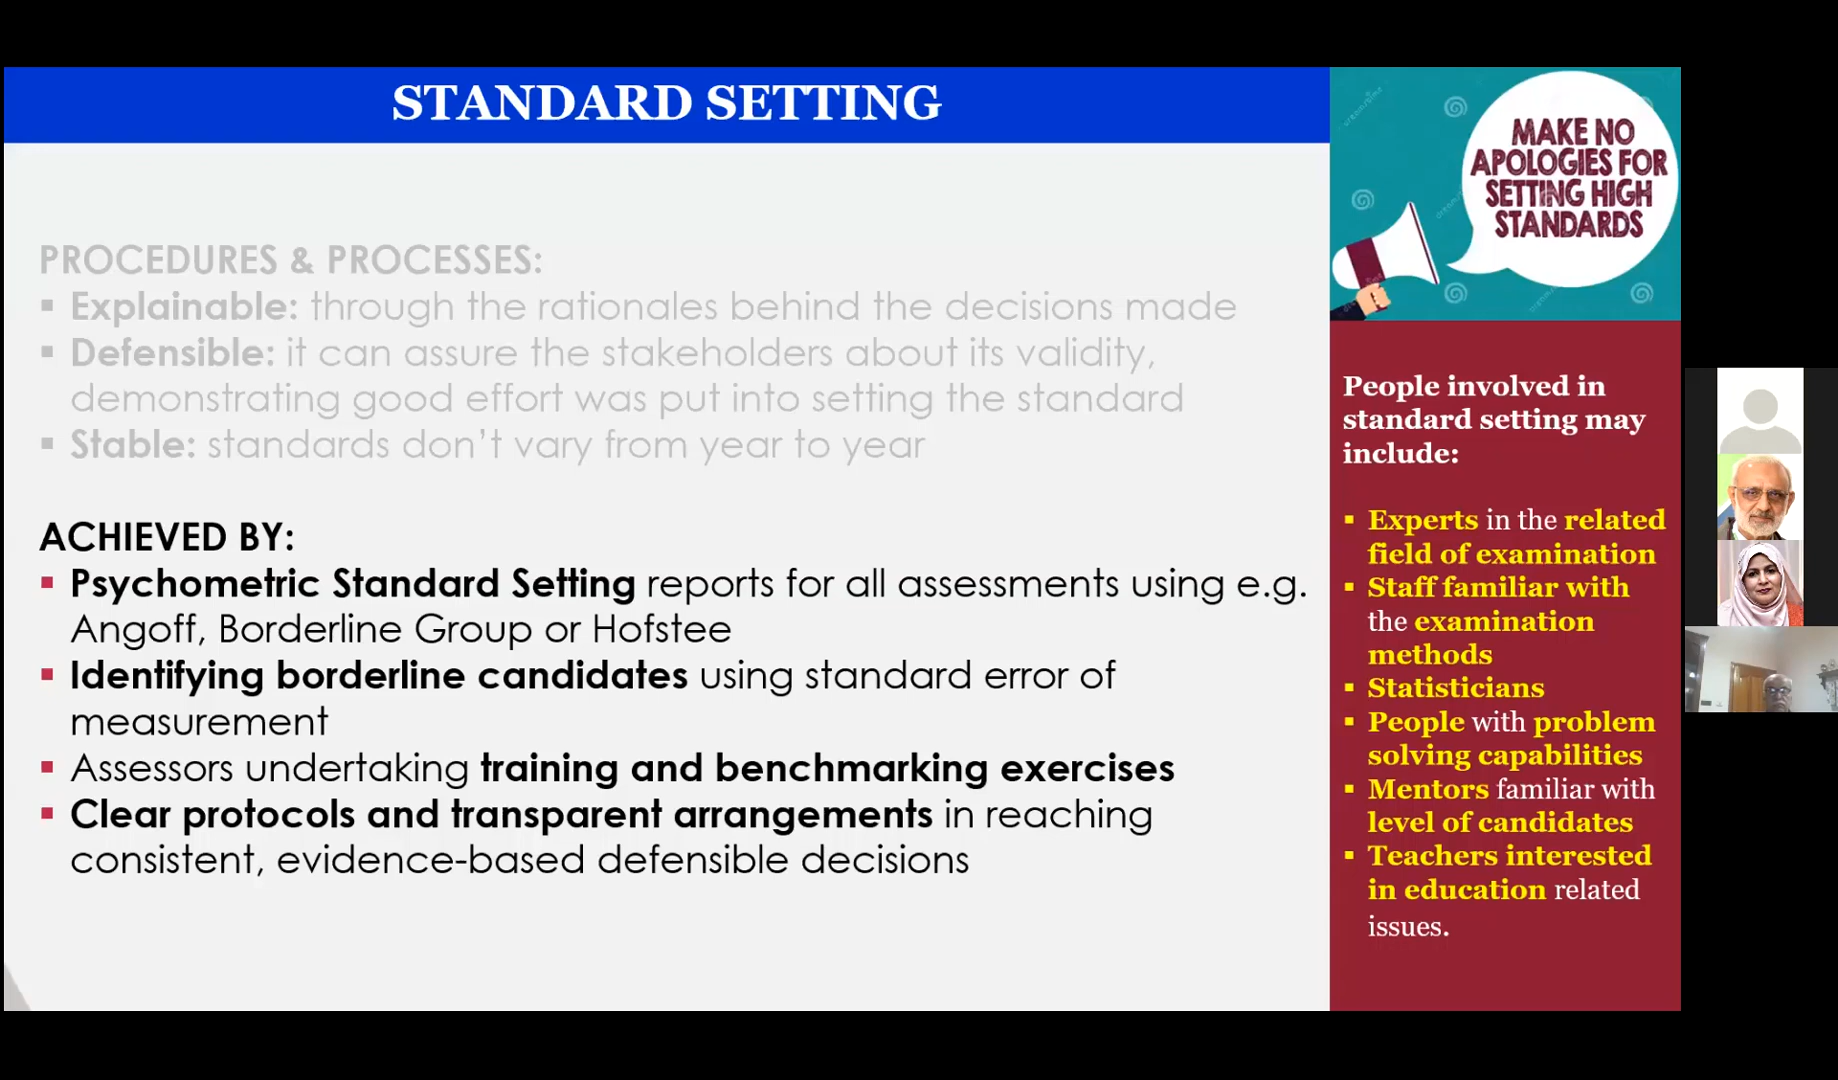 STANDARD SETTING
PROCEDURES & PROCESSES:
▪ Explainable: through the rationales behind the decisions made
▪ Defensible: it can assure the stakeholders about its validity,
demonstrating good effort was put into setting the standard
▪ Stable: standards don’t vary from year to year
ACHIEVED BY:
▪ Psychometric Standard Setting reports for all assessments using e.g.
Angoff, Borderline Group or Hofstee
▪ Identifying borderline candidates using standard error of
measurement
▪ Assessors undertaking training and benchmarking exercises
▪ Clear protocols and transparent arrangements in reaching
consistent, evidence-based defensible decisions
MAKE NO
APOLOGIES FOR
SETTING HIGH
STANDARDS
People involved in
standard setting may
include:
▪ Experts in the related
field of examination
▪ Staff familiar with
the examination
methods
▪ Statisticians
▪ People with problem
solving capabilities
▪ Mentors familiar with
level of candidates
▪ Teachers interested
in education related
issues.